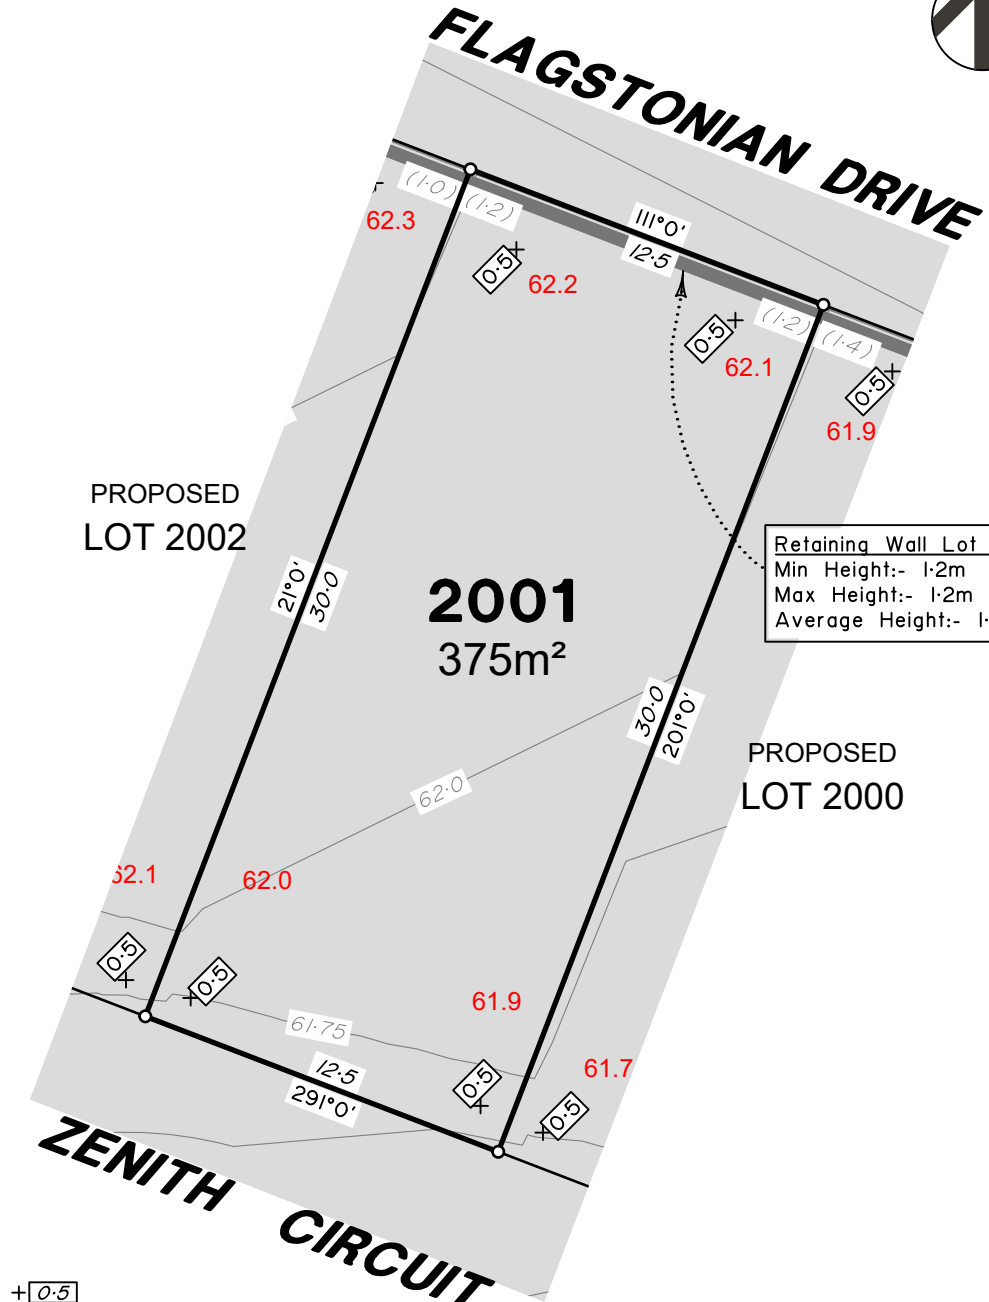 FLAGSTONIAN DRIVE
(1·0) (1·2)
111°0'
12·5
62.3
0·5
62.2
(1·2) (1·4)
0·5
62.1
0·5
61.9
PROPOSED
LOT 2002
Retaining Wall Lot
Min Height:- 1·2m
Max Height:- 1·2m
Average Height:- 1·
21°0'
30·0
2001
375m²
30·0
201°0'
PROPOSED
LOT 2000
62·0
62.1
62.0
0·5
0·5
61.9
61·75
61.7
0·5
0·5
12·5
291°0'
ZENITH CIRCUIT
+ 0·5